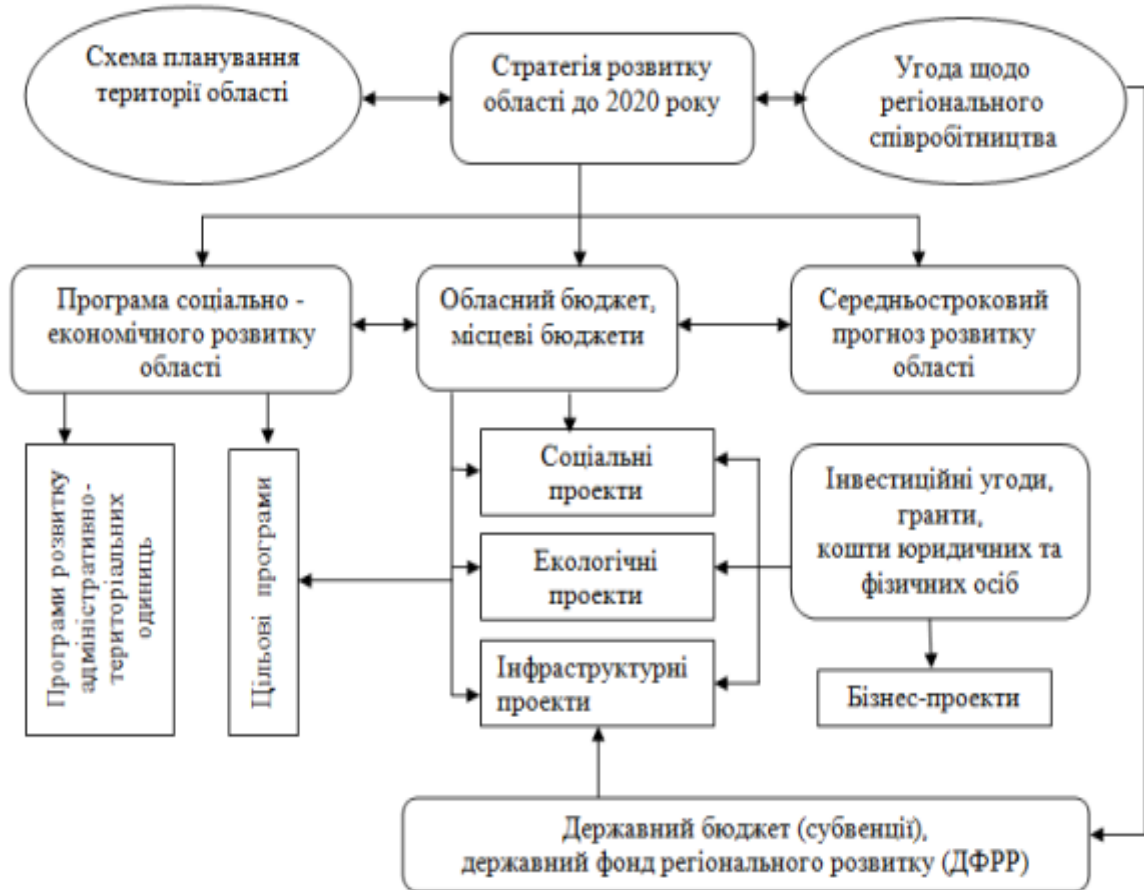 Схема планування
території області
Стратегія розвитку
області до 2020 року
Угода щодо
регіонального
співробітництва
Програма соціально -
економічного розвитку
області
Обласний бюджет,
місцеві бюджети
Середньостроковий
прогноз розвитку
області
Програми розвитку
адміністративно-
територіальних
одиниць
Цільові програми
Соціальні
проекти
Екологічні
проекти
Інфраструктурні
проекти
Інвестиційні угоди,
гранти,
кошти юридичних та
фізичних осіб
Бізнес-проекти
Державний бюджет (субвенції),
державний фонд регіонального розвитку (ДФРР)